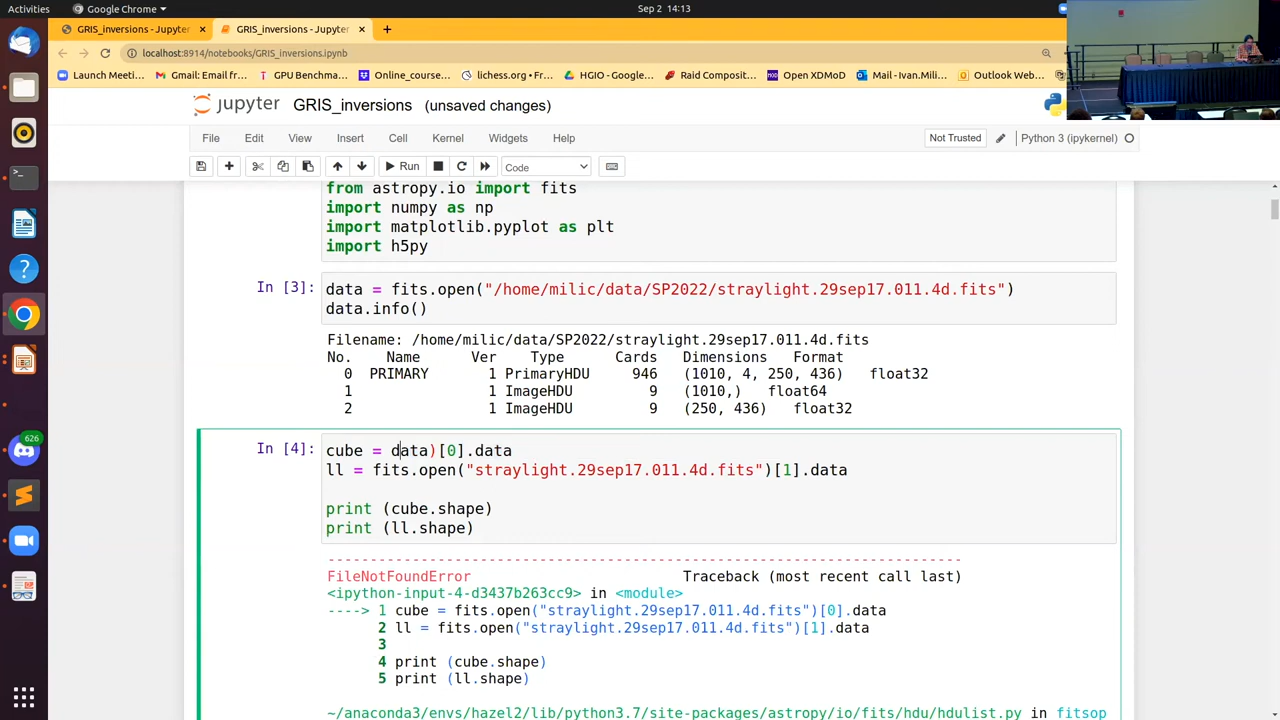 Activities
Google Chrome
Sep 2 14:13
GRIS_inversions - Jupyter
GRIS_inversions - Jupyter
localhost:8914/notebooks/GRIS_inversions.ipynb
Launch Meeti...
Gmail: Email fr...
GPU Benchma...
Online_course...
lichess.org • Fr...
HGIO - Google...
Raid Composit...
Open XDMoD
Mail - Ivan.Mili...
Outlook Web...
jupyter
GRIS_inversions
(unsaved changes)
File
Edit
View
Insert
Cell
Kernel
Widgets
Help
Not Trusted
Python 3 (ipykernel)
Run
Code
from astropy.io import fits
import numpy as np
import matplotlib.pyplot as plt
import h5py
In [3]:
data = fits.open("/home/milic/data/SP2022/straylight.29sep17.011.4d.fits")
data.info()
Filename: /home/milic/data/SP2022/straylight.29sep17.011.4d.fits
No. Name Ver Type Cards Dimensions Format
0 PRIMARY 1 PrimaryHDU 946 (1010, 4, 250, 436) float32
1 1 ImageHDU 9 (1010,) float64
2 1 ImageHDU 9 (250, 436) float32
In [4]:
cube = data)[0].data
ll = fits.open("straylight.29sep17.011.4d.fits")[1].data
print (cube.shape)
print (ll.shape)
---------------------------------------------------------------------------
FileNotFoundError Traceback (most recent call last)
<ipython-input-4-d3437b263cc9> in <module>
----> 1 cube = fits.open("straylight.29sep17.011.4d.fits")[0].data
2 ll = fits.open("straylight.29sep17.011.4d.fits")[1].data
3
4 print (cube.shape)
5 print (ll.shape)
~/anaconda3/envs/hazel2/lib/python3.7/site-packages/astropy/io/fits/hdu/hdulist.py in fitsop
626